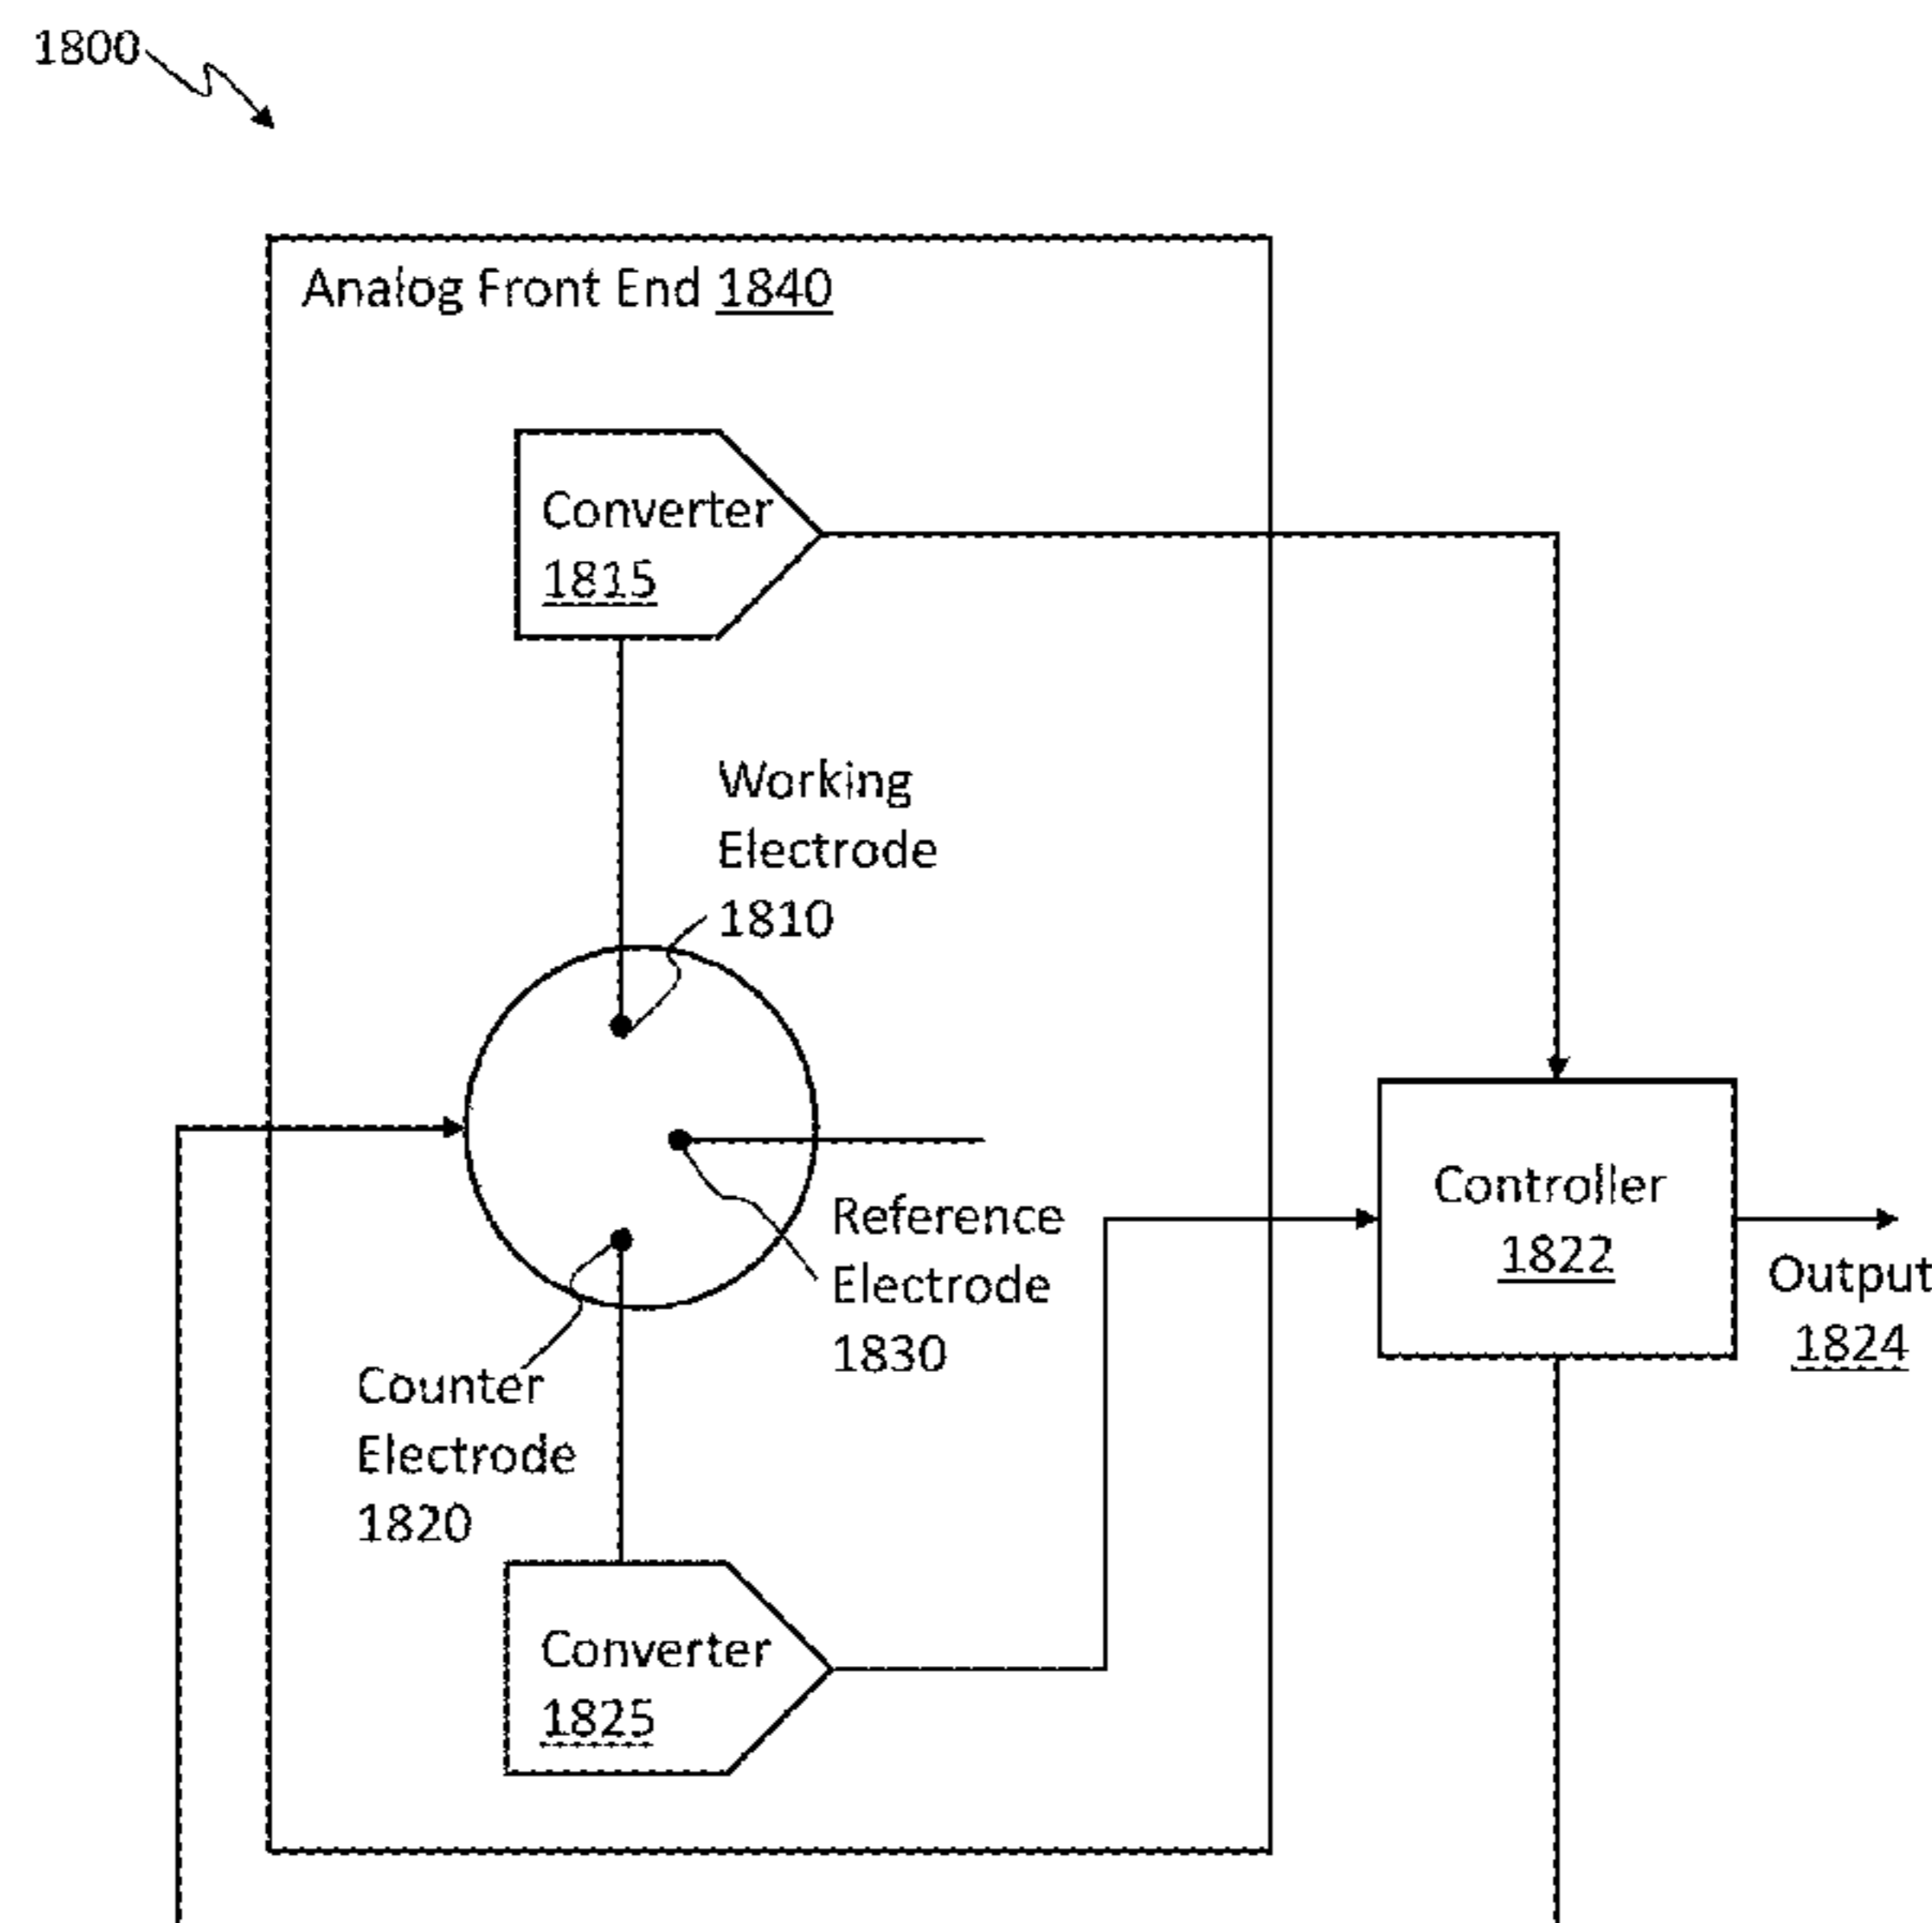 1800
Analog Front End 1840
Converter
1815
Working
Electrode
1810
Reference
Electrode
1830
Counter
Electrode
1820
Converter
1825
Controller
1822
Output
1824